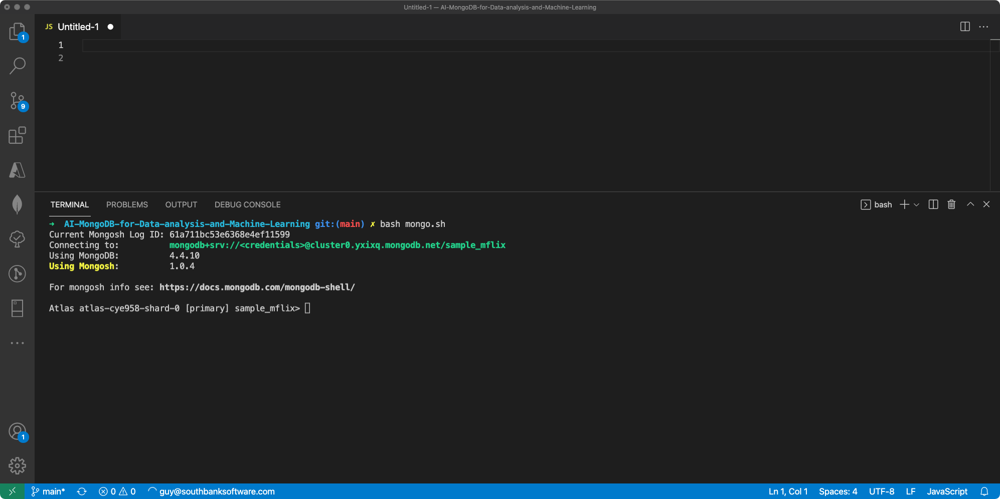 Untitled-1 — AI-MongoDB-for-Data-analysis-and-Machine-Learning
JS Untitled-1
1
2
1
9
TERMINAL PROBLEMS OUTPUT DEBUG CONSOLE bash
➜ AI-MongoDB-for-Data-analysis-and-Machine-Learning git:(main) ✗ bash mongo.sh
Current Mongosh Log ID: 61a711bc53e6368e4ef11599
Connecting to: mongodb+srv://<credentials>@cluster0.yxixq.mongodb.net/sample_mflix
Using MongoDB: 4.4.10
Using Mongosh: 1.0.4
For mongosh info see: https://docs.mongodb.com/mongodb-shell/
Atlas atlas-cye958-shard-0 [primary] sample_mflix>
1
main* 0 0 guy@southbanksoftware.com Ln 1, Col 1 Spaces: 4 UTF-8 LF JavaScript